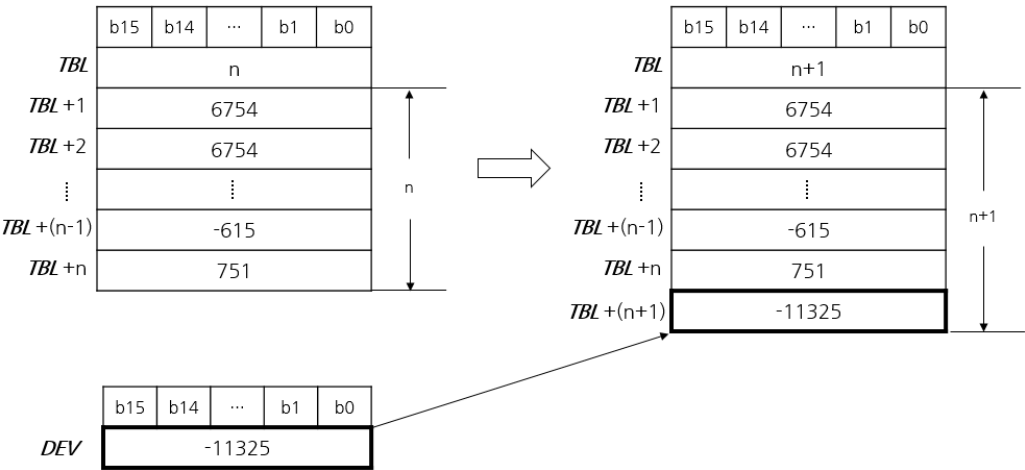 b15 b14 ... b1 b0
TBL n
TBL+1 6754
TBL+2 6754
TBL+(n-1) -615
TBL+n 751
n
b15 b14 ... b1 b0
TBL n+1
TBL+1 6754
TBL+2 6754
TBL+(n-1) -615
TBL+n 751
TBL+(n+1) -11325
n+1
b15 b14 ... b1 b0
DEV -11325